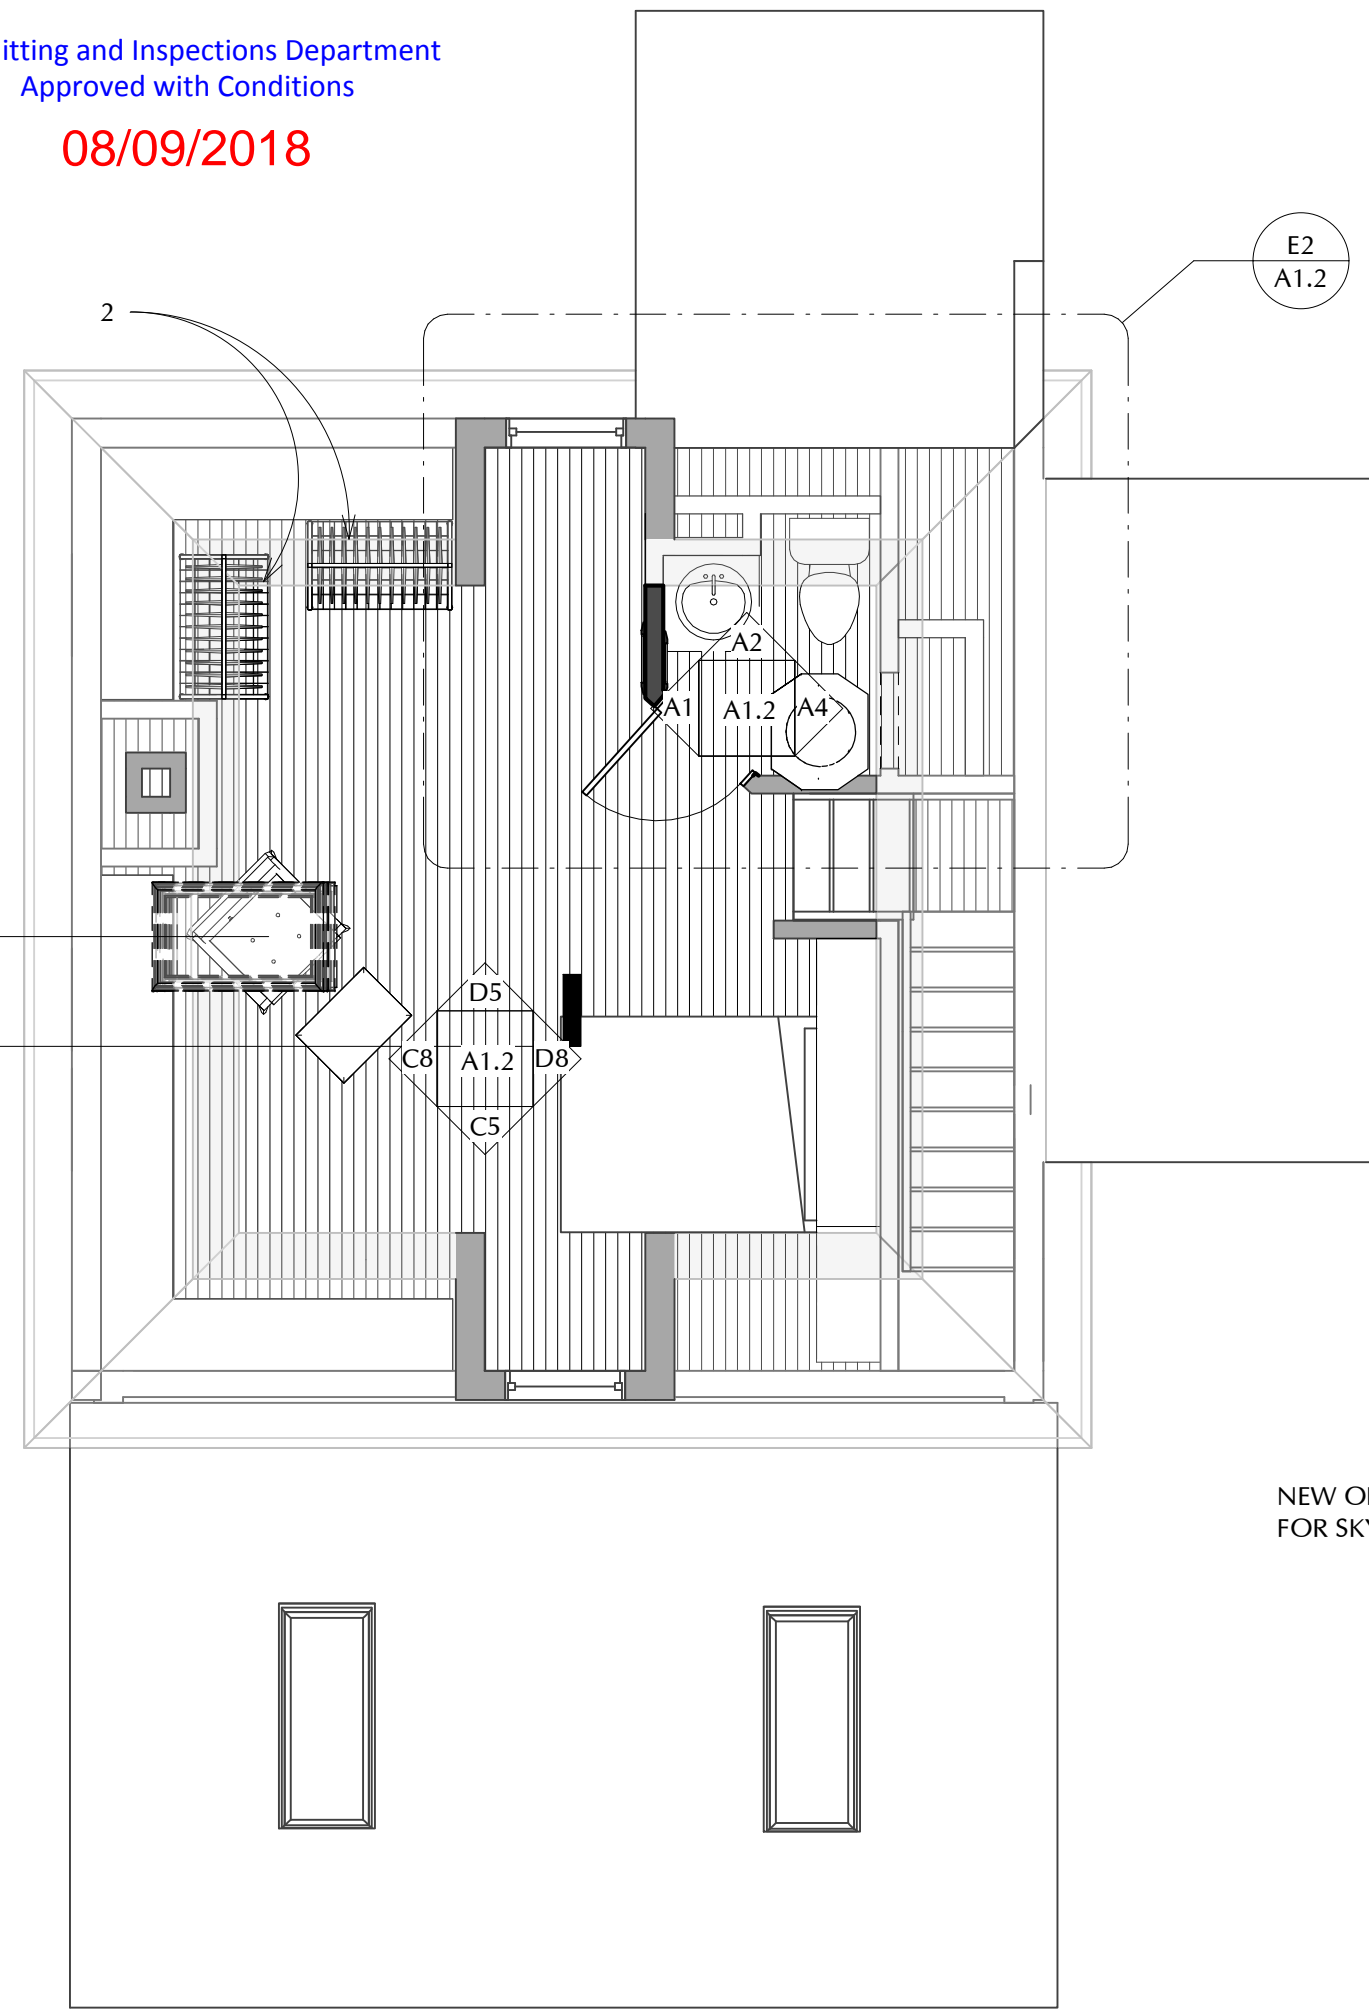 itting and Inspections Department
Approved with Conditions
08/09/2018
E2
A1.2
2
A2
A1 A1.2 A4
D5
C8 A1.2 D8
C5
NEW
FOR